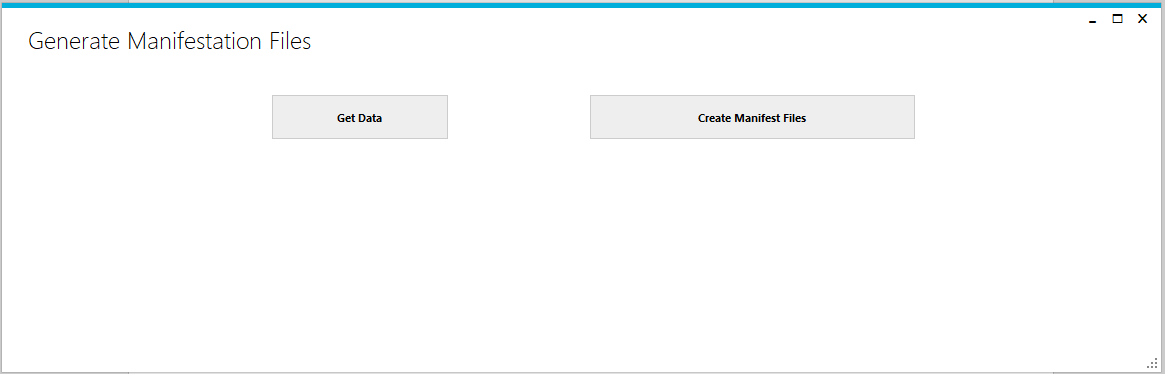 Generate Manifestation Files
Get Data
Create Manifest Files